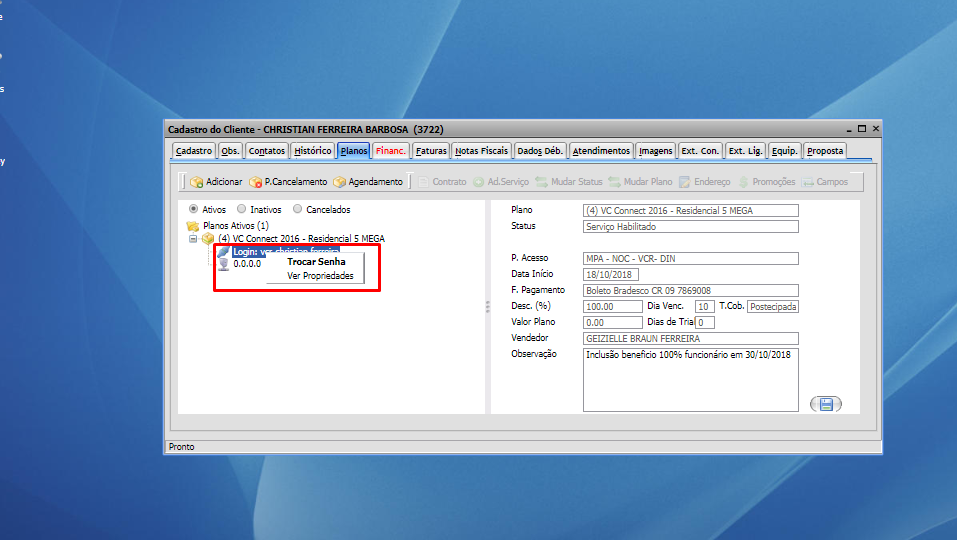 e
s
y
Cadastro do Cliente - CHRISTIAN FERREIRA BARBOSA (3722)
Cadastro Obs. Contatos Histórico Planos Financ. Faturas Notas Fiscais Dados Déb. Atendimentos Imagens Ext. Con. Ext. Lig. Equip. Proposta
Adicionar P.Cancelamento Agendamento Contrato Ad.Serviço Mudar Status Mudar Plano Endereço Promoções Campos
Ativos Inativos Cancelados
Planos Ativos (1)
(4) VC Connect 2016 - Residencial 5 MEGA
Login:
0.0.0.0
Trocar Senha
Ver Propriedades
Plano (4) VC Connect 2016 - Residencial 5 MEGA
Status Serviço Habilitado
P. Acesso MPA - NOC - VCR- DIN
Data Início 18/10/2018
F. Pagamento Boleto Bradesco CR 09 7869008
Desc. (%) 100.00 Dia Venc. 10 T.Cob. Postecipada
Valor Plano 0.00 Dias de Trial 0
Vendedor GEIZIELLE BRAUN FERREIRA
Observação Inclusão beneficio 100% funcionário em 30/10/2018
Pronto